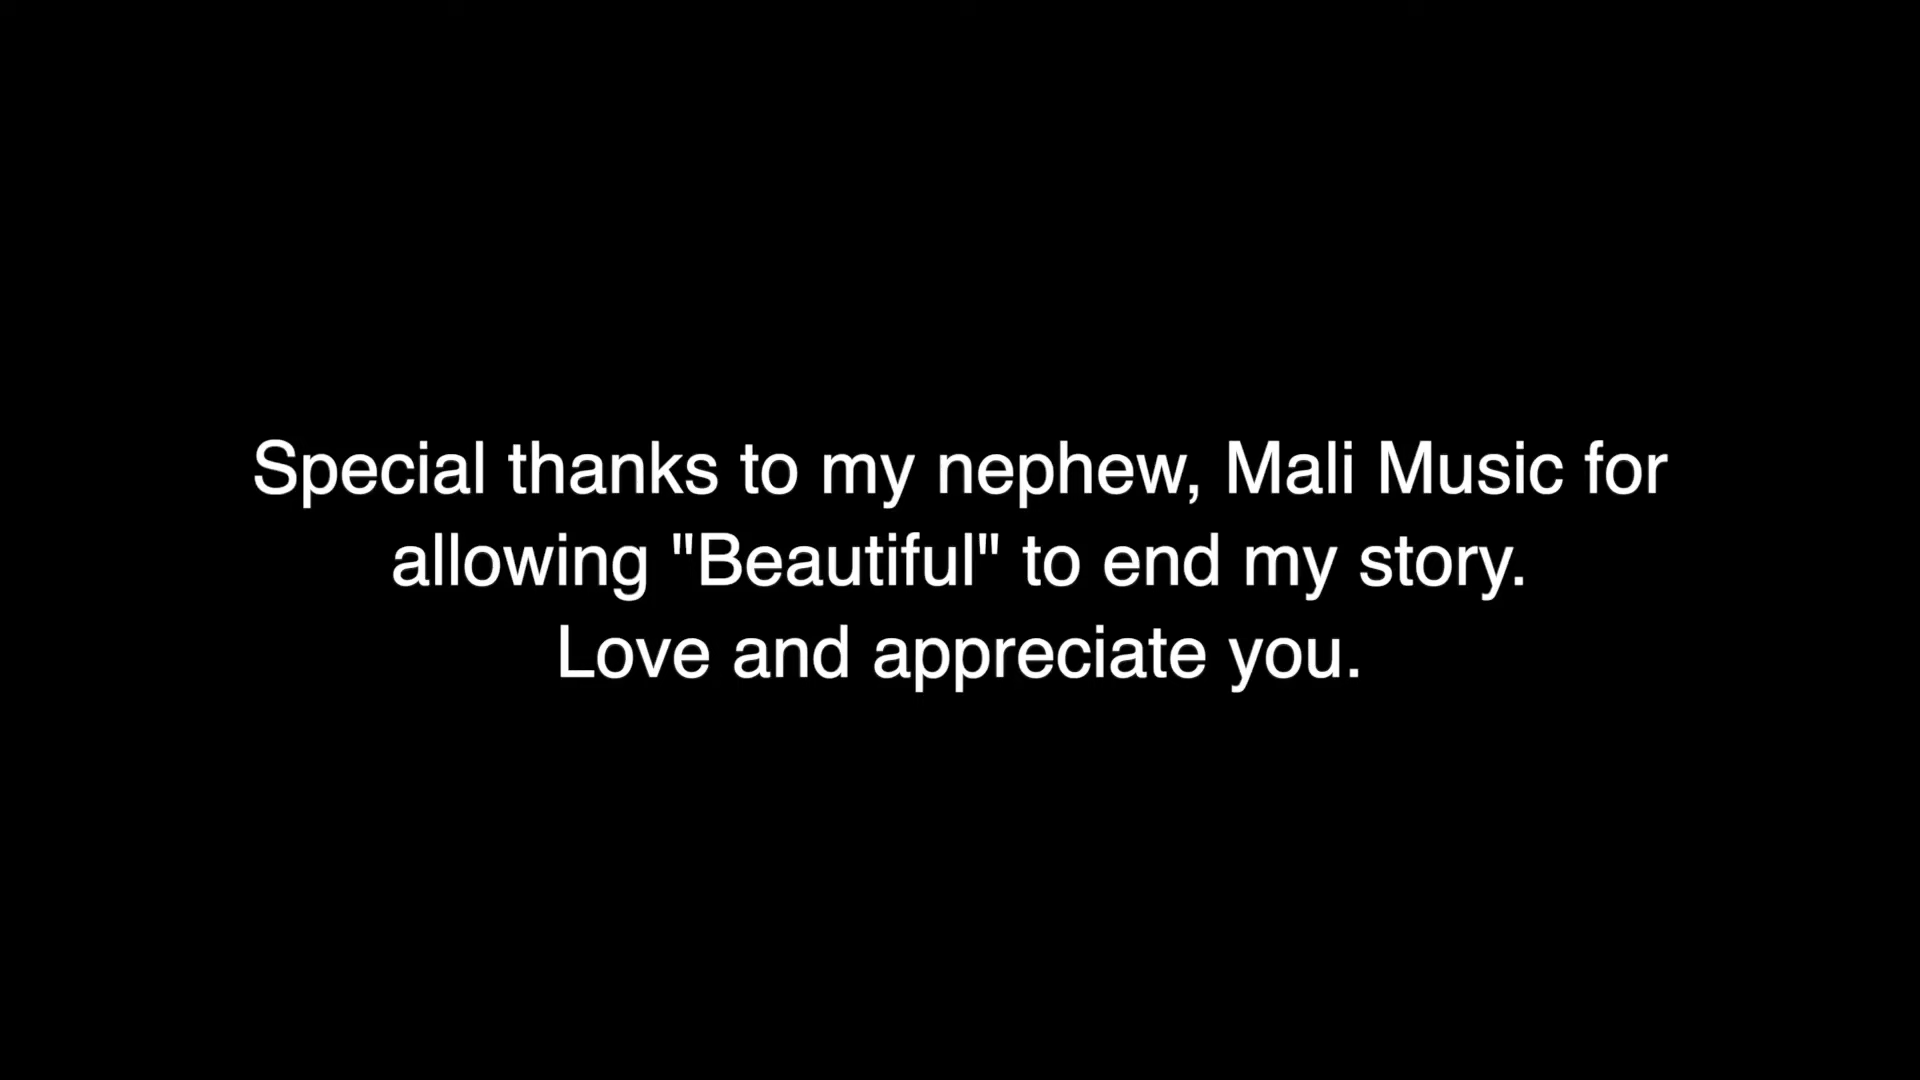 Special thanks to my nephew, Mali Music for
allowing "Beautiful" to end my story.
Love and appreciate you.